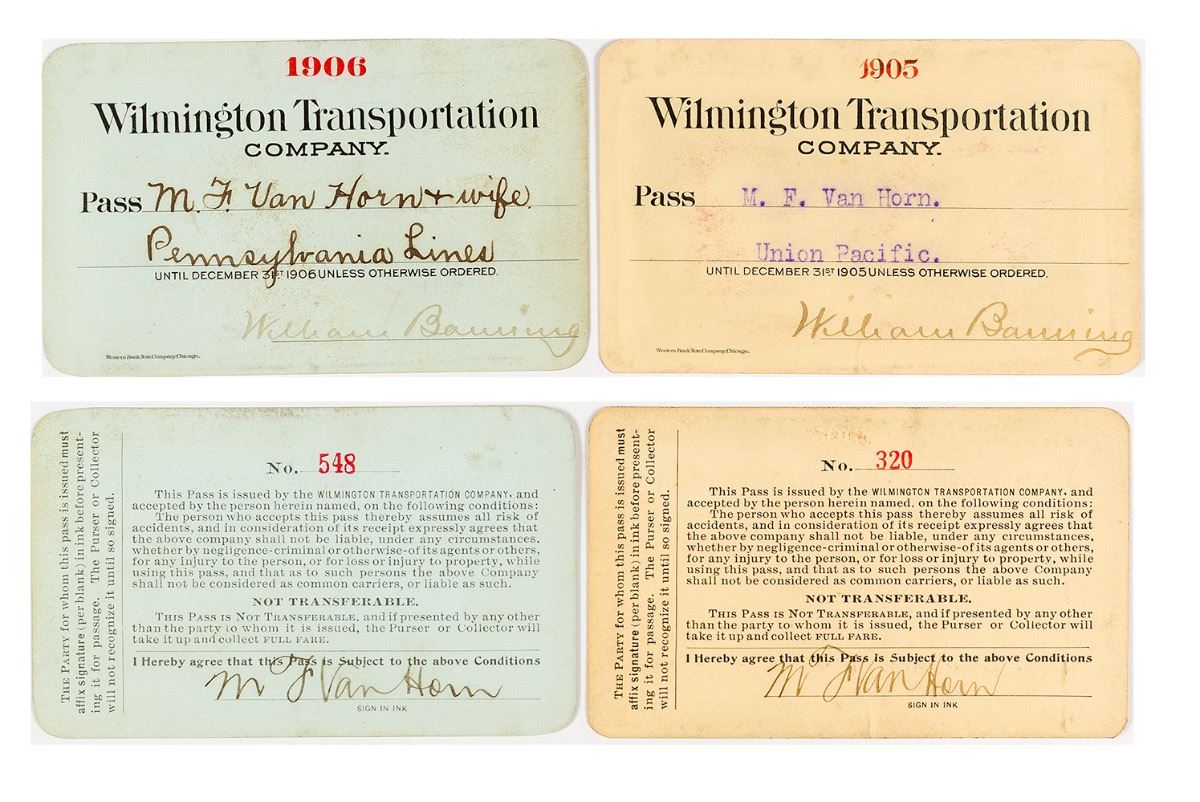 1906
Wilmington Transportation
COMPANY.
Pass M. F. Van Horn + wife
Pennsylvania Lines
UNTIL DECEMBER 31ST 1906 UNLESS OTHERWISE ORDERED.
William Banning
Western Bank Note Company, Chicago.
1905
Wilmington Transportation
COMPANY.
Pass M. F. Van Horn.
Union Pacific.
UNTIL DECEMBER 31ST 1905 UNLESS OTHERWISE ORDERED.
William Banning
Western Bank Note Company, Chicago.
THE PARTY for whom this pass is issued must
affix signature (per blank) in ink before present-
ing it for passage. The Purser or Collector
will not recognize it until so signed.
No. 548
This Pass is issued by the WILMINGTON TRANSPORTATION COMPANY, and
accepted by the person herein named, on the following conditions:
The person who accepts this pass thereby assumes all risk of
accidents, and in consideration of its receipt expressly agrees that
the above company shall not be liable, under any circumstances,
whether by negligence-criminal or otherwise-of its agents or others,
for any injury to the person, or for loss or injury to property, while
using this pass, and that as to such persons the above Company
shall not be considered as common carriers, or liable as such.
NOT TRANSFERABLE.
THIS PASS IS NOT TRANSFERABLE, and if presented by any other
than the party to whom it is issued, the Purser or Collector will
take it up and collect FULL FARE.
I Hereby agree that this Pass is Subject to the above Conditions
M F Van Horn
SIGN IN INK
THE PARTY for whom this pass is issued must
affix signature (per blank) in ink before present-
ing it for passage. The Purser or Collector
will not recognize it until so signed.
No. 320
This Pass is issued by the WILMINGTON TRANSPORTATION COMPANY, and
accepted by the person herein named, on the following conditions:
The person who accepts this pass thereby assumes all risk of
accidents, and in consideration of its receipt expressly agrees that
the above company shall not be liable, under any circumstances,
whether by negligence-criminal or otherwise-of its agents or others,
for any injury to the person, or for loss or injury to property, while
using this pass, and that as to such persons the above Company
shall not be considered as common carriers, or liable as such.
NOT TRANSFERABLE.
THIS PASS IS NOT TRANSFERABLE, and if presented by any other
than the party to whom it is issued, the Purser or Collector will
take it up and collect FULL FARE.
I Hereby agree that this Pass is Subject to the above Conditions
M F Van Horn
SIGN IN INK